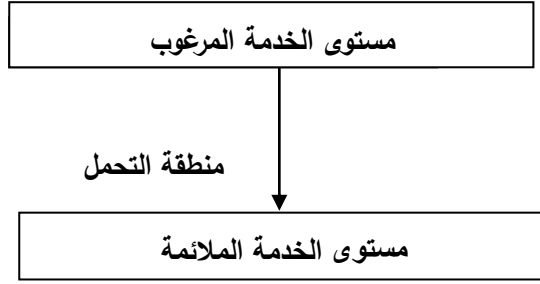 مستوى الخدمة المرغوب
منطقة التحمل
مستوى الخدمة الملائمة